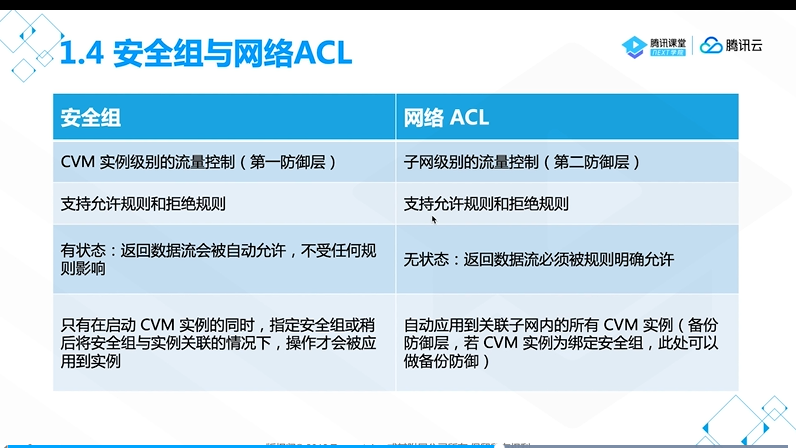 1.4 安全组与网络ACL
腾讯课堂
NEXT学院
腾讯云
安全组
网络 ACL
CVM 实例级别的流量控制（第一防御层）
子网级别的流量控制（第二防御层）
支持允许规则和拒绝规则
支持允许规则和拒绝规则
有状态：返回数据流会被自动允许，不受任何规
则影响
无状态：返回数据流必须被规则明确允许
只有在启动 CVM 实例的同时，指定安全组或稍
后将安全组与实例关联的情况下，操作才会被应
用到实例
自动应用到关联子网内的所有 CVM 实例（备份
防御层，若 CVM 实例为绑定安全组，此处可以
做备份防御）